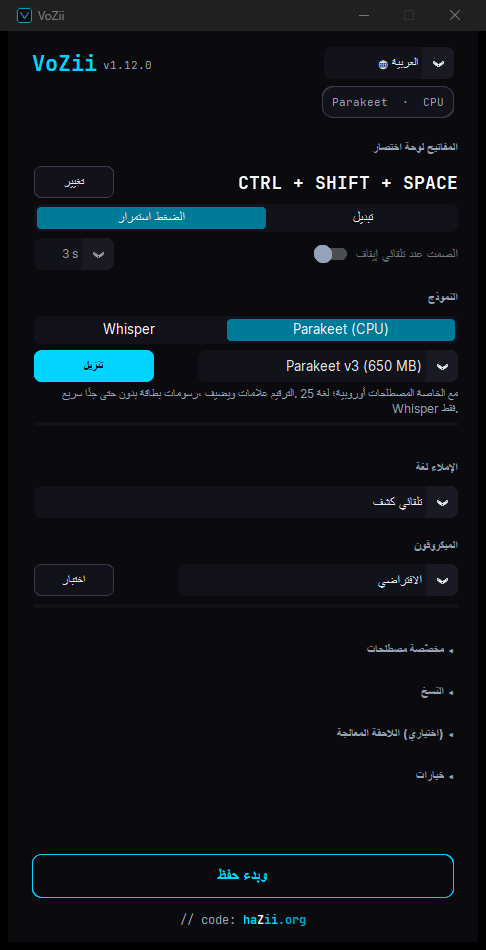 VoZii
VoZii v1.12.0
العربية
Parakeet · CPU
المفاتيح لوحة اختصار
تغيير
CTRL + SHIFT + SPACE
الضغط استمرار
تبديل
3 s
الصمت عند تلقائي إيقاف
النموذج
Whisper
Parakeet (CPU)
تنزيل
Parakeet v3 (650 MB)
مع الخاصة المصطلحات أوروبية؛ لغة 25 .الترقيم علامات ويضيف ،رسومات بطاقة بدون حتى جدًا سريع
.فقط Whisper
الإملاء لغة
تلقائي كشف
الميكروفون
اختبار
الافتراضي
◂ مخصّصة مصطلحات
◂ النسخ
◂ (اختياري) اللاحقة المعالجة
◂ خيارات
وبدء حفظ
// code: haZii.org